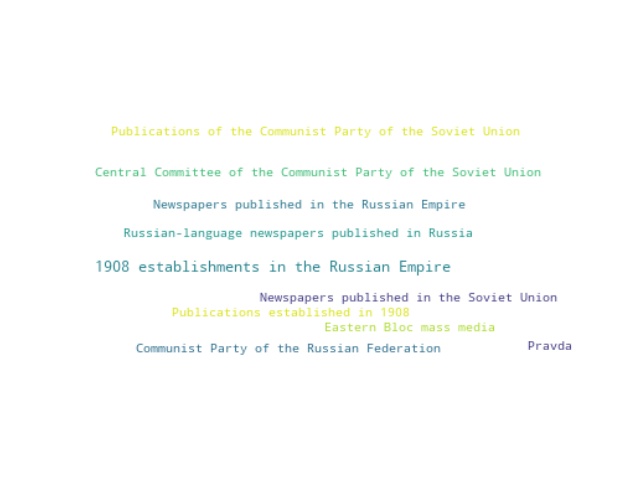 Publications of the Communist Party of the Soviet Union
Central Committee of the Communist Party of the Soviet Union
Newspapers published in the Russian Empire
Russian-language newspapers published in Russia
1908 establishments in the Russian Empire
Newspapers published in the Soviet Union
Publications established in 1908
Eastern Bloc mass media
Communist Party of the Russian Federation
Pravda